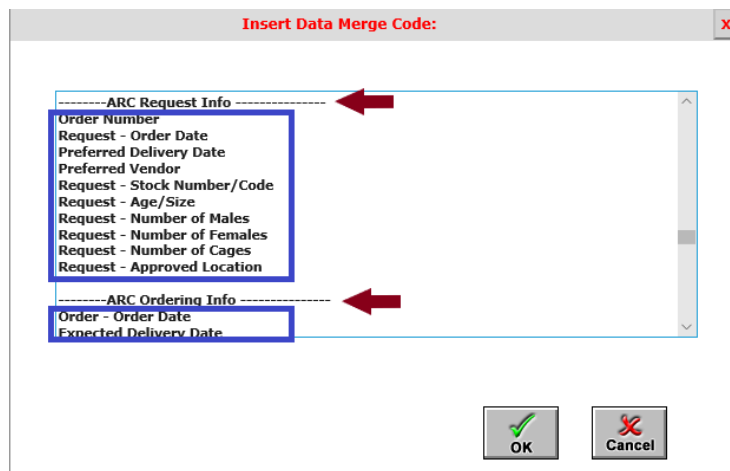 Insert Data Merge Code:
x
--------ARC Request Info ---------------
Order Number
Request - Order Date
Preferred Delivery Date
Preferred Vendor
Request - Stock Number/Code
Request - Age/Size
Request - Number of Males
Request - Number of Females
Request - Number of Cages
Request - Approved Location
--------ARC Ordering Info ---------------
Order - Order Date
Expected Delivery Date
OK
Cancel